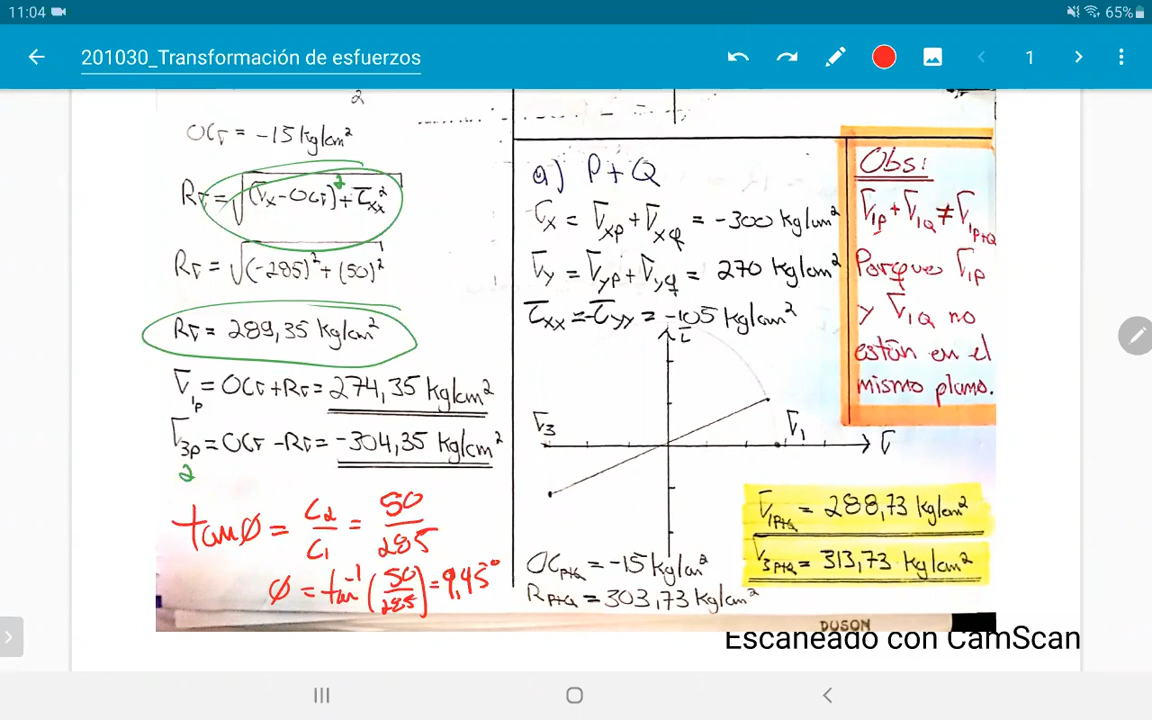 11:04
65%
201030_Transformación de esfuerzos
1
2
OCσ = -15 kg/cm²
Rσ = √(σx - OCσ)² + τxx²
Rσ = √(-285)² + (50)²
Rσ = 289,35 kg/cm²
σ1p = OCσ + Rσ = 274,35 kg/cm²
σ3p = OCσ - Rσ = -304,35 kg/cm²
2
tanø = C2/C1 = 50/285
ø = tan⁻¹ (50/285) = 9,95°
a) P+Q
σx = σxp + σxq = -300 kg/cm²
σy = σyp + σyq = 270 kg/cm²
τxx = -τyy = -105 kg/cm²
τ
σ3
σ1
σ
OCP+Q = -15 kg/cm²
RP+Q = 303,73 kg/cm²
Obs:
σ1p + σ1Q ≠ σ1P+Q
Porque σ1p
y σ1Q no
están en el
mismo plano.
σ1P+Q = 288,73 kg/cm²
σ3P+Q = 313,73 kg/cm²
DUSON
Escaneado con CamScan